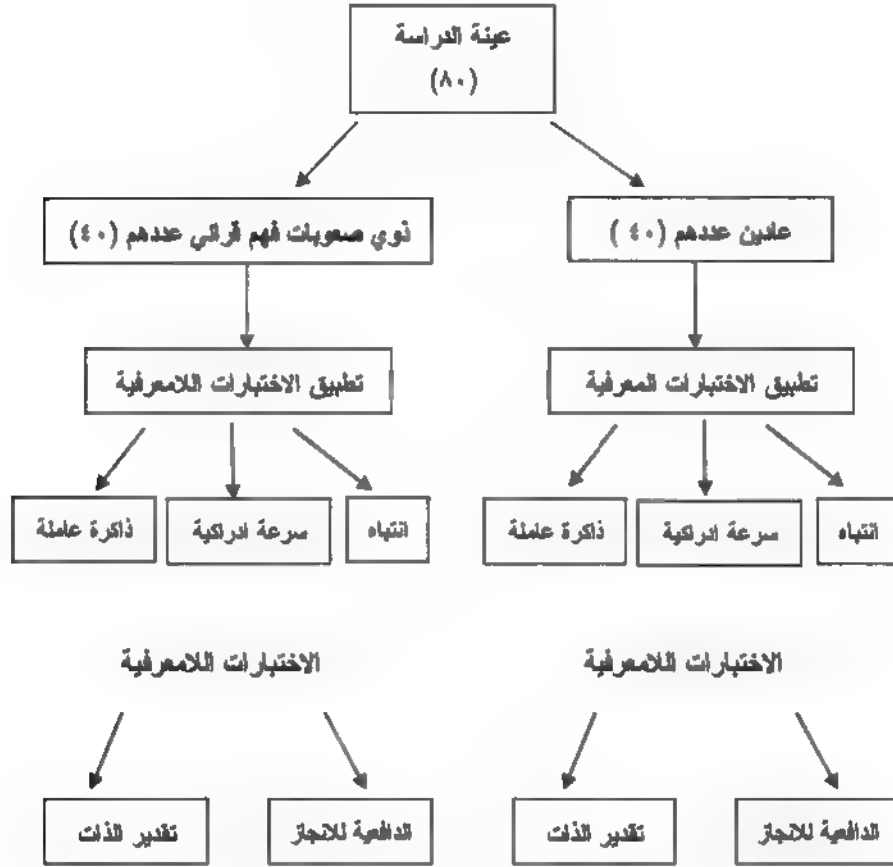 عينة الدراسة
(٨٠)
عادين عددهم (٤٠ )
ذوي صعوبات فهم قرائي عددهم (٤٠)
تطبيق الاختبارات المعرفية
تطبيق الاختبارات اللامعرفية
انتباه
سرعة ادراكية
ذاكرة عاملة
انتباه
سرعة ادراكية
ذاكرة عاملة
الاختبارات اللامعرفية
الاختبارات اللامعرفية
الدافعية للانجاز
تقدير الذات
الدافعية للانجاز
تقدير الذات